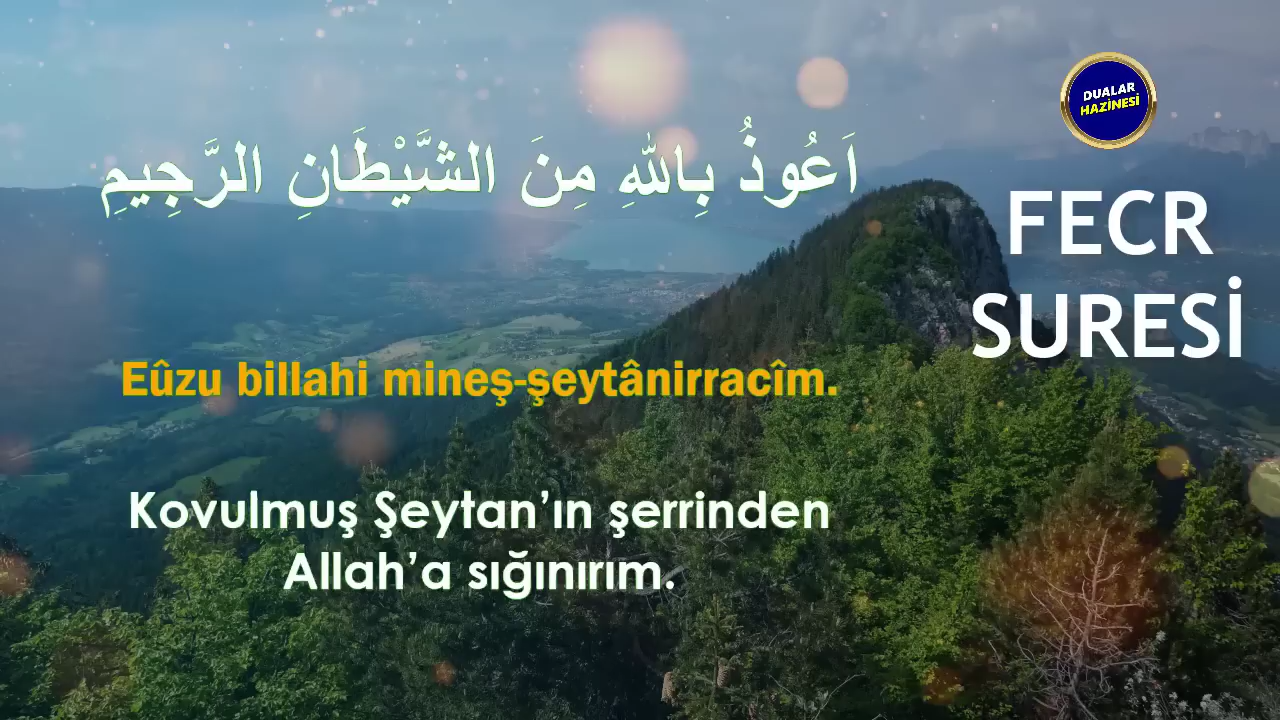 اَعُوذُ بِاللهِ مِنَ الشَّيْطَانِ الرَّجِيمِ
DUALAR
HAZİNESİ
FECR
SURESİ
Eûzu billahi mineş-şeytânirracîm.
Kovulmuş Şeytan’ın şerrinden
Allah’a sığınırım.